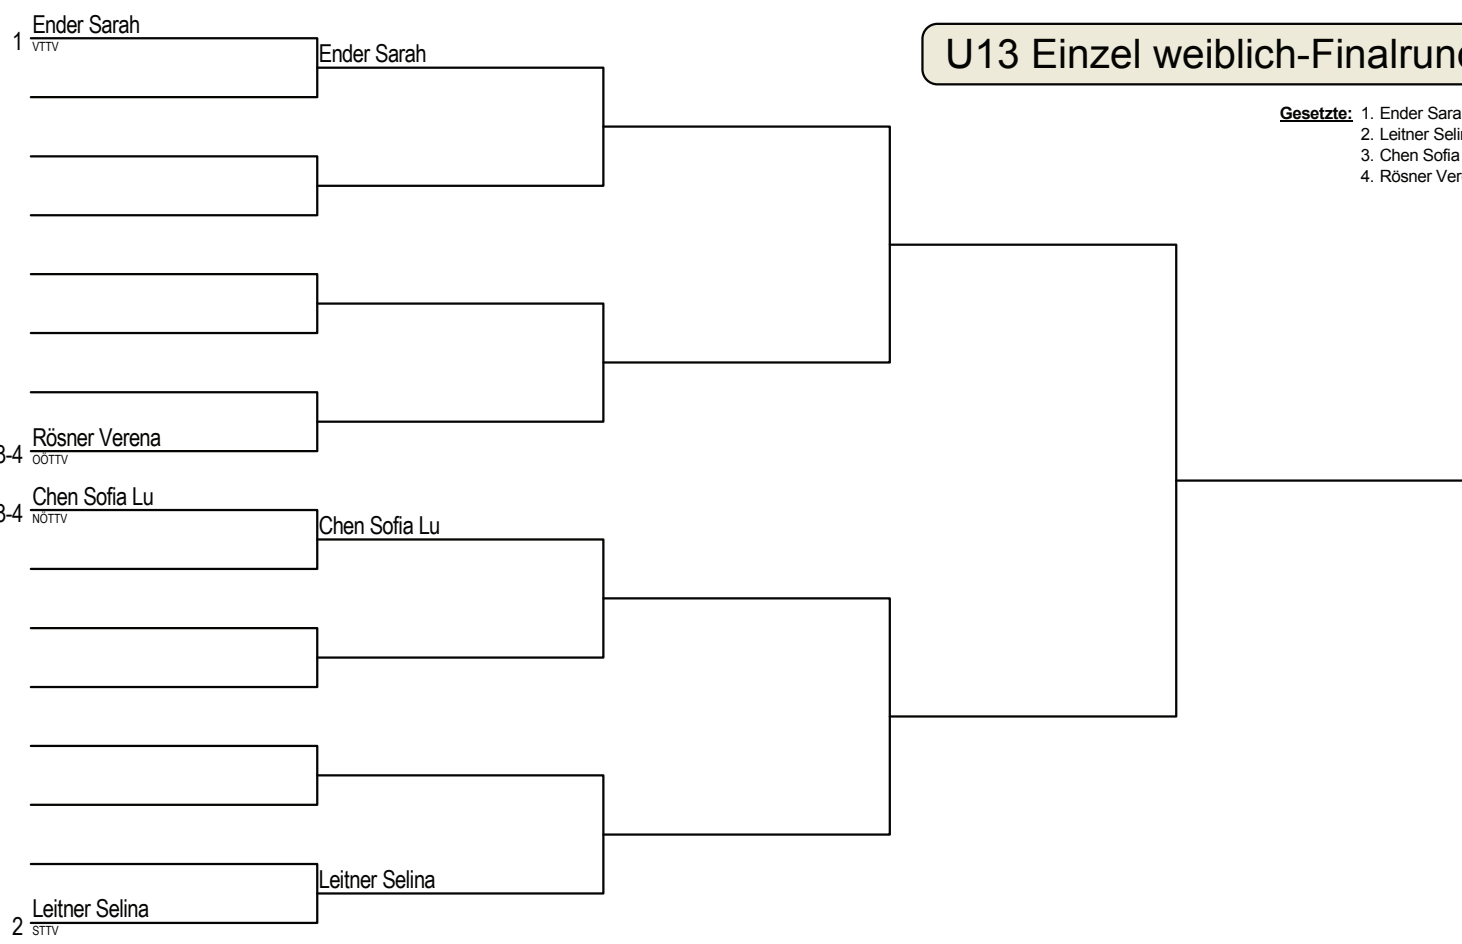 U13 Einzel weiblich-Finalrun
Gesetzte: 1. Ender Sara
2. Leitner Seli
3. Chen Sofia
4. Rösner Ver
1 Ender Sarah
VTTV
Ender Sarah
3-4 Rösner Verena
OÖTTV
3-4 Chen Sofia Lu
NÖTTV
Chen Sofia Lu
Leitner Selina
2 Leitner Selina
STTV